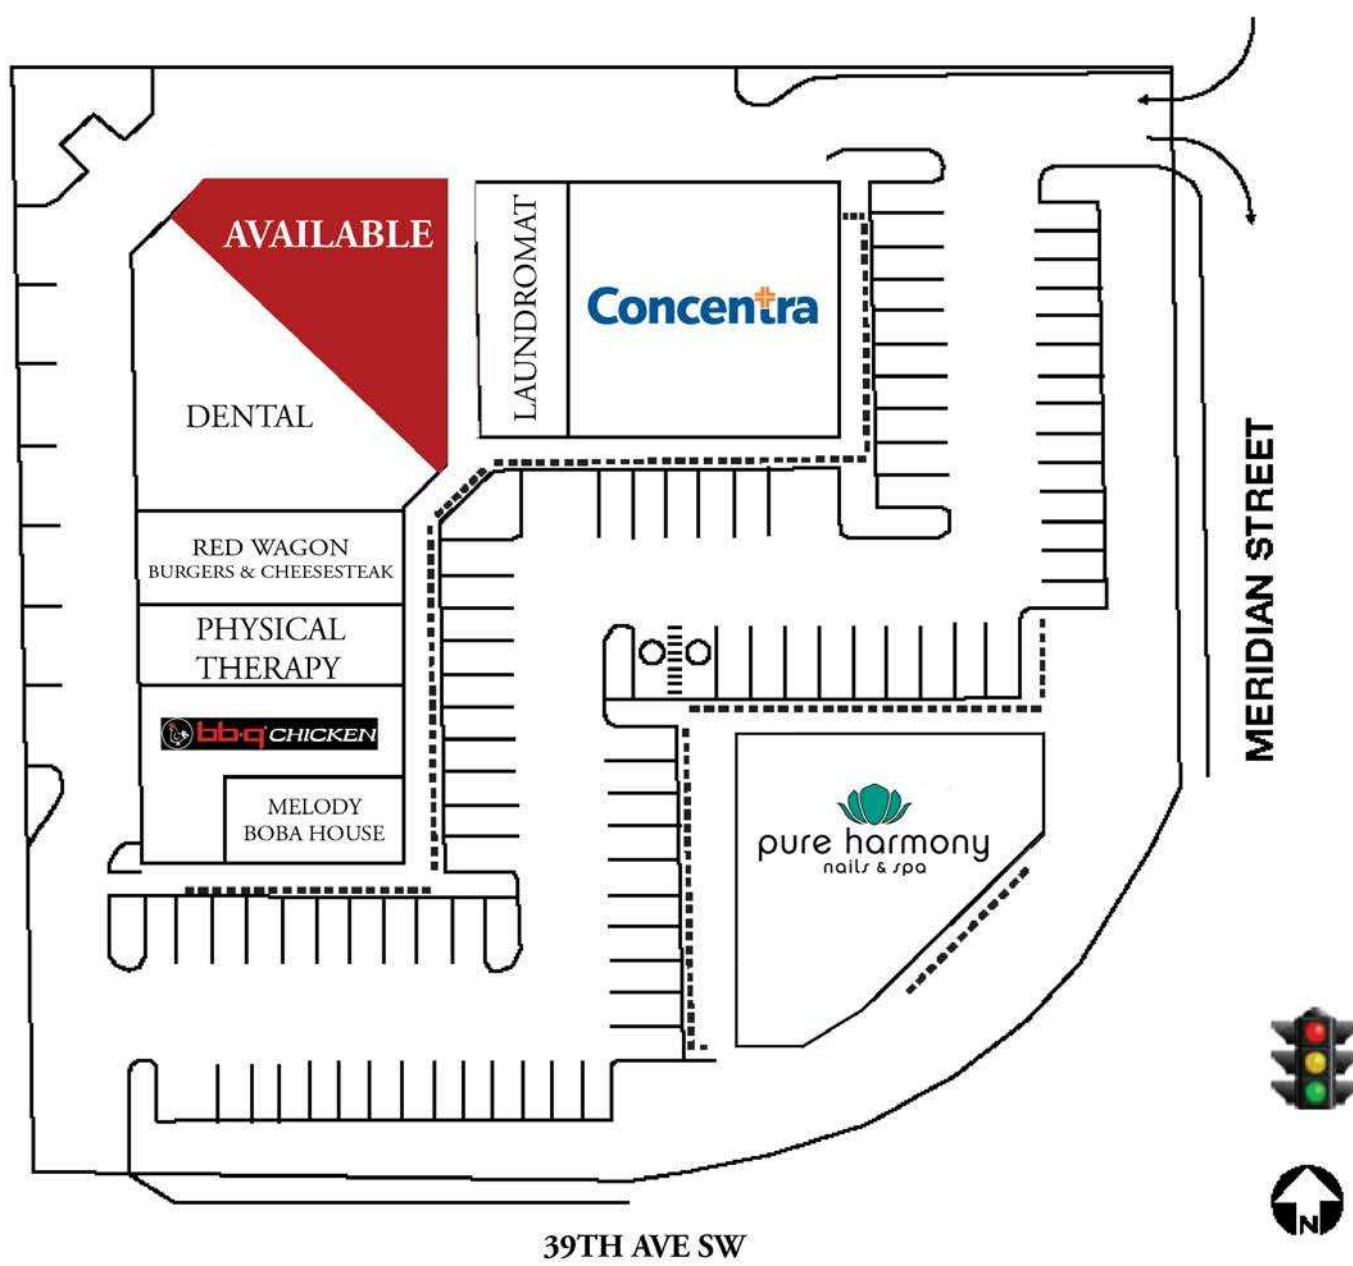 AVAILABLE
LAUNDROMAT
Concentra
DENTAL
RED WAGON
BURGERS & CHEESESTEAK
PHYSICAL
THERAPY
bb.q CHICKEN
MELODY
BOBA HOUSE
pure harmony
nails & spa
MERIDIAN STREET
N
39TH AVE SW